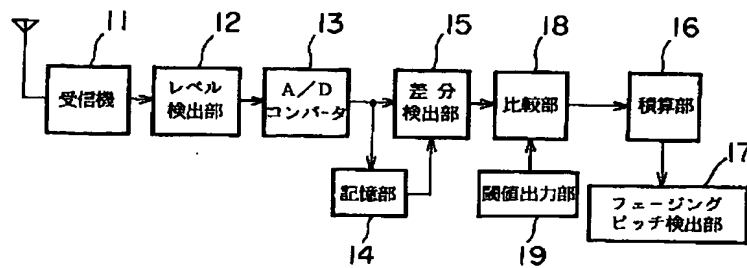 11
12
13
15
18
16
受信機
レベル
検出部
A/D
コンバータ
差分
検出部
比較部
積算部
17
記憶部
閾値出力部
フェージング
ピッチ検出部
14
19